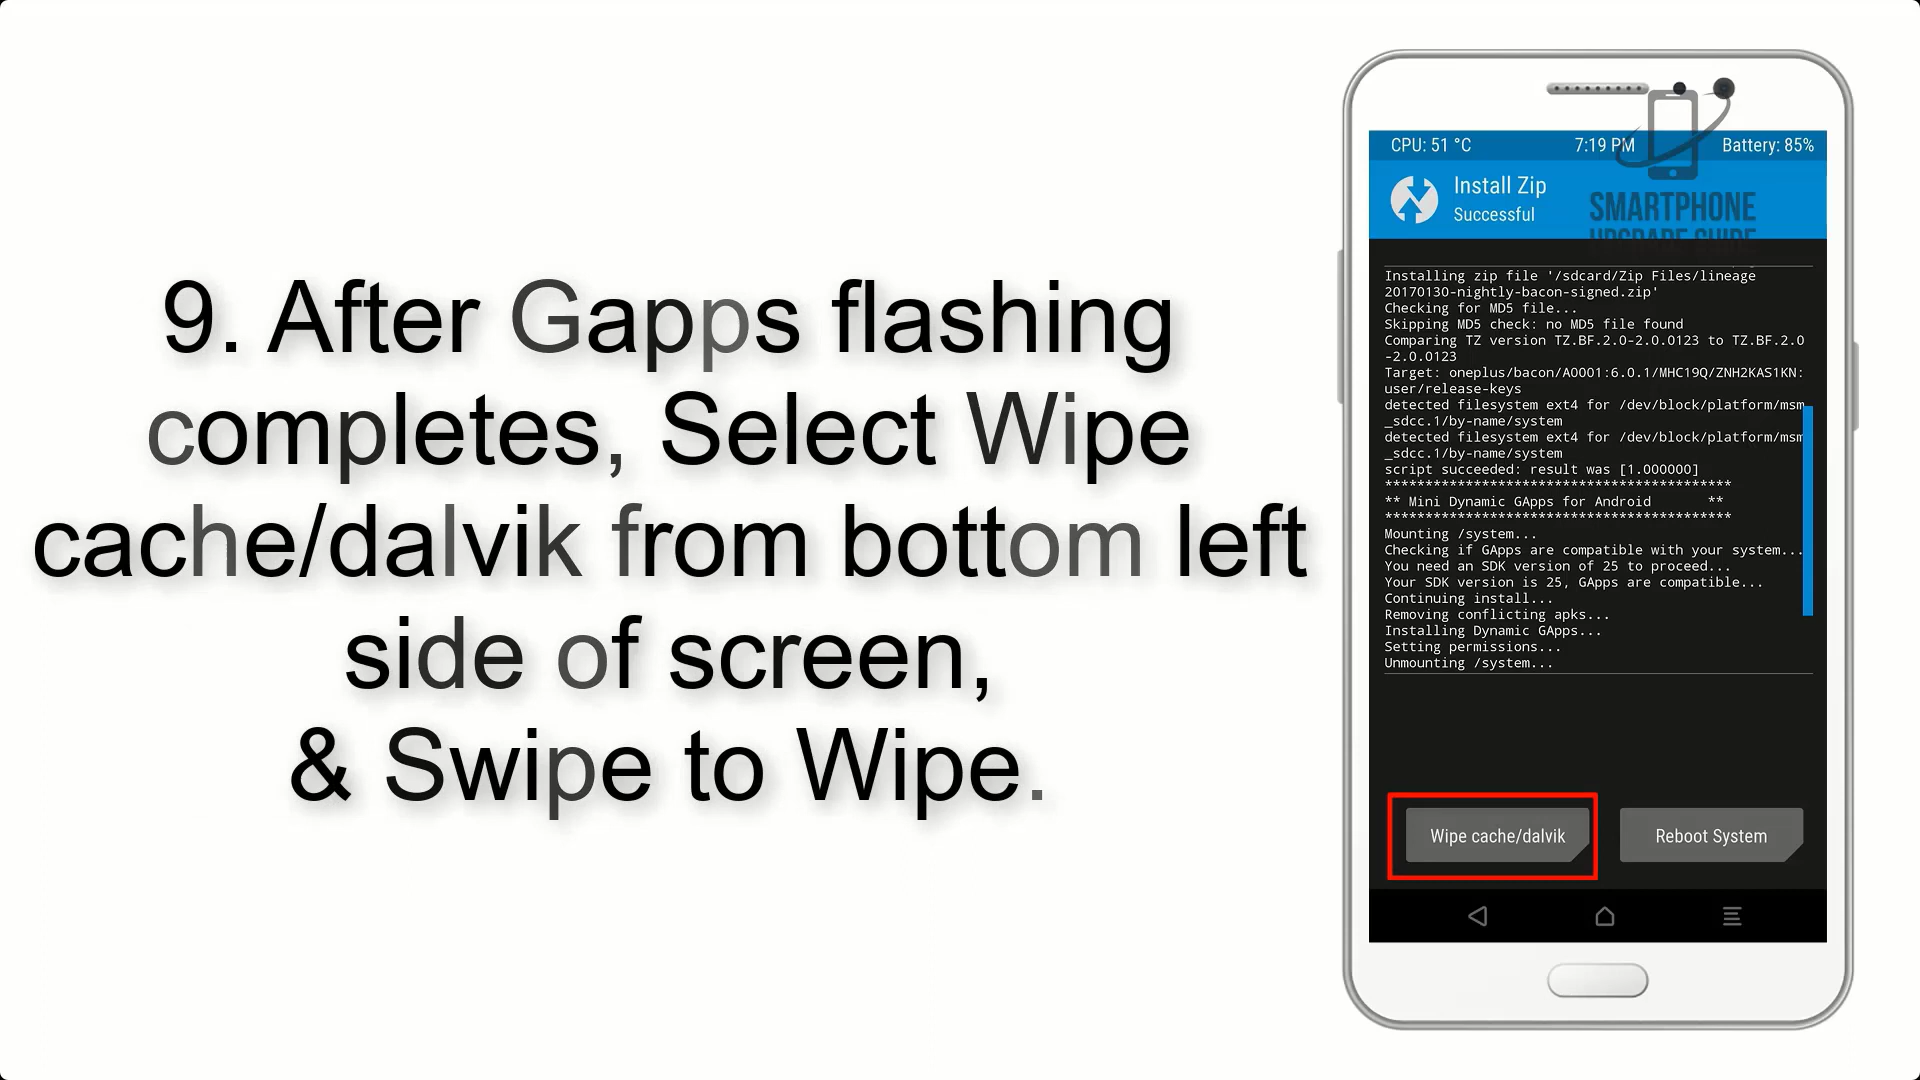 9. After Gapps flashing
completes, Select Wipe
cache/dalvik from bottom left
side of screen,
& Swipe to Wipe.
CPU: 51 °C 7:19 PM Battery: 85%
Install Zip
Successful
SMARTPHONE
UPGRADE GUIDE
Installing zip file '/sdcard/Zip Files/lineage
20170130-nightly-bacon-signed.zip'
Checking for MD5 file...
Skipping MD5 check: no MD5 file found
Comparing TZ version TZ.BF.2.0-2.0.0123 to TZ.BF.2.0
-2.0.0123
Target: oneplus/bacon/A0001:6.0.1/MHC19Q/ZNH2KAS1KN:
user/release-keys
detected filesystem ext4 for /dev/block/platform/msm
_sdcc.1/by-name/system
detected filesystem ext4 for /dev/block/platform/msm
_sdcc.1/by-name/system
script succeeded: result was [1.000000]
*******************************************
** Mini Dynamic GApps for Android       **
*******************************************
Mounting /system...
Checking if GApps are compatible with your system...
You need an SDK version of 25 to proceed...
Your SDK version is 25, GApps are compatible...
Continuing install...
Removing conflicting apks...
Installing Dynamic GApps...
Setting permissions...
Unmounting /system...
Wipe cache/dalvik Reboot System